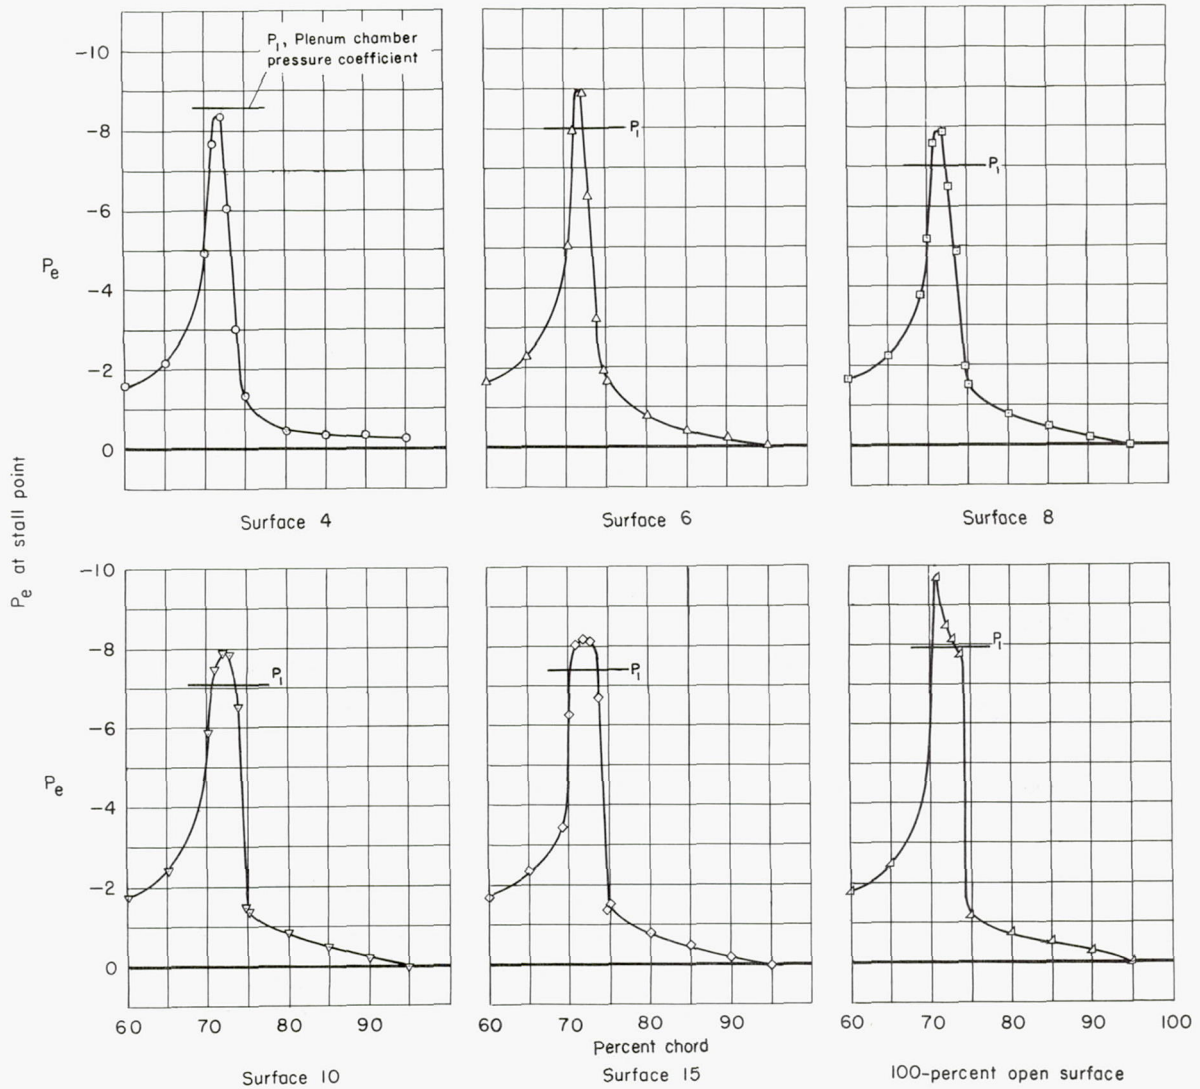 P1, Plenum chamber
pressure coefficient
-10
-8
-6
-4
-2
0
Pe
P1
P1
Surface 4
Surface 6
Surface 8
Pe at stall point
-10
-8
-6
-4
-2
0
Pe
P1
P1
P1
60 70 80 90
60 70 80 90
60 70 80 90 100
Percent chord
Surface 10
Surface 15
100-percent open surface